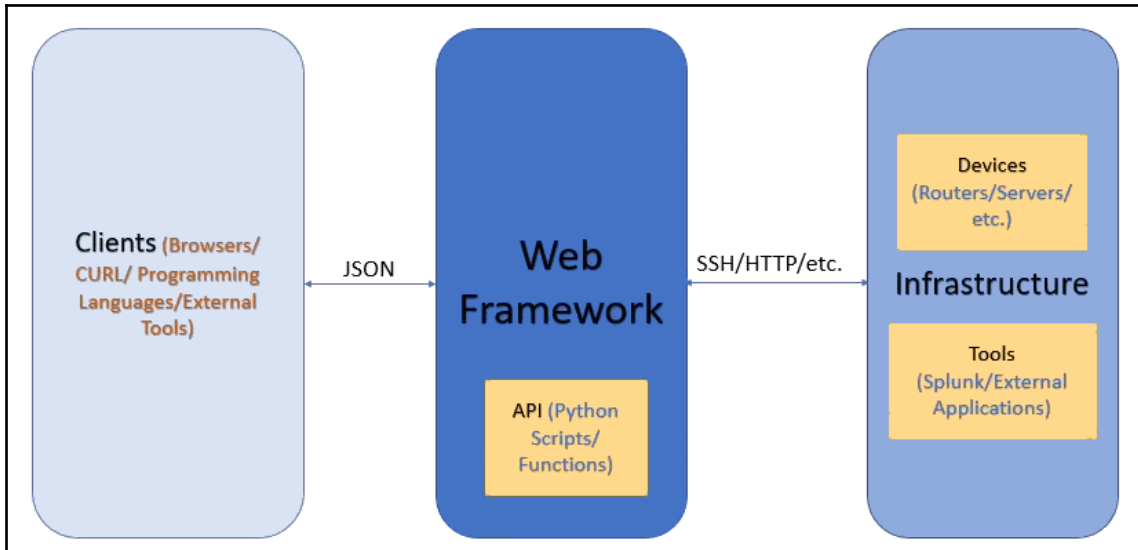 Clients (Browsers/
CURL/ Programming
Languages/External
Tools)
JSON
Web
Framework
API (Python
Scripts/
Functions)
SSH/HTTP/etc.
Devices
(Routers/Servers/
etc.)
Infrastructure
Tools
(Splunk/External
Applications)